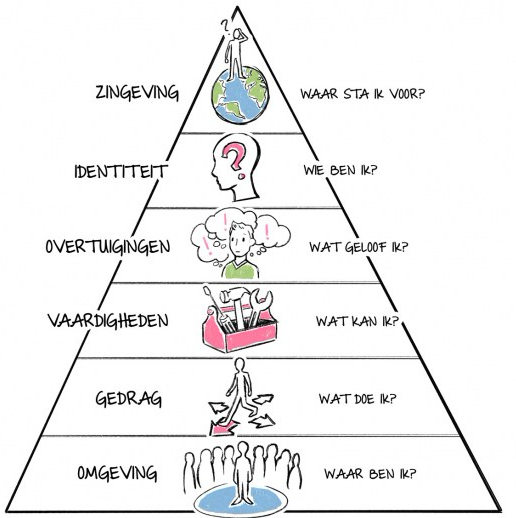 ?
ZINGEVING WAAR STA IK VOOR?
?
IDENTITEIT WIE BEN IK?
! ! !
OVERTUIGINGEN WAT GELOOF IK?
VAARDIGHEDEN WAT KAN IK?
GEDRAG WAT DOE IK?
OMGEVING WAAR BEN IK?